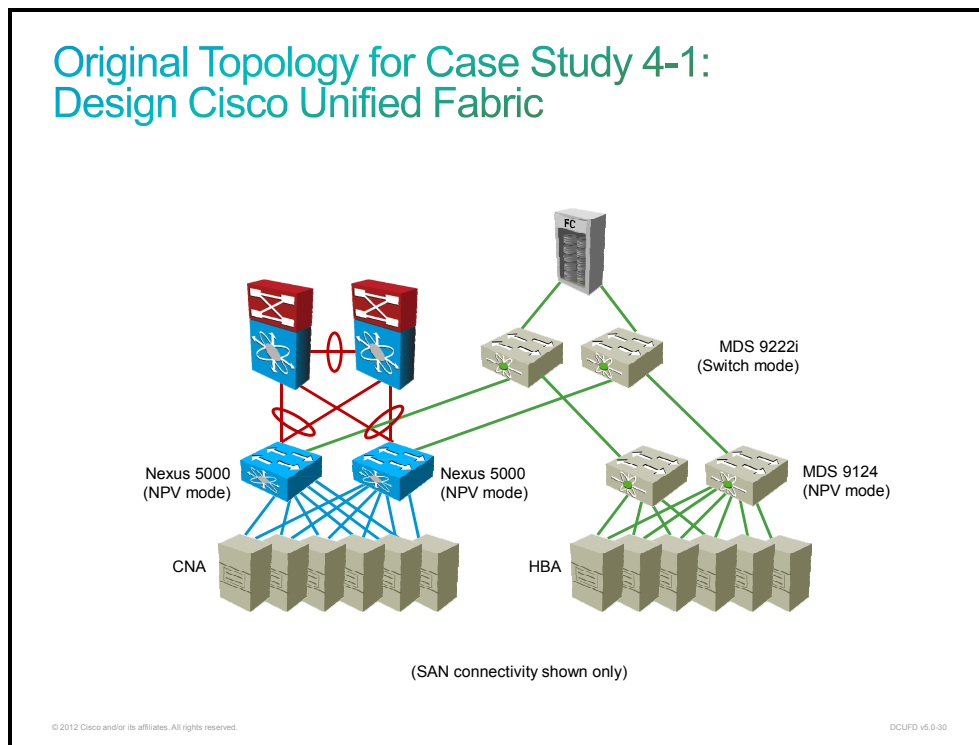 Original Topology for Case Study 4-1:
Design Cisco Unified Fabric
FC
MDS 9222i
(Switch mode)
Nexus 5000
(NPV mode)
Nexus 5000
(NPV mode)
MDS 9124
(NPV mode)
CNA
HBA
(SAN connectivity shown only)
© 2012 Cisco and/or its affiliates. All rights reserved.
DCUFD v5.0-30